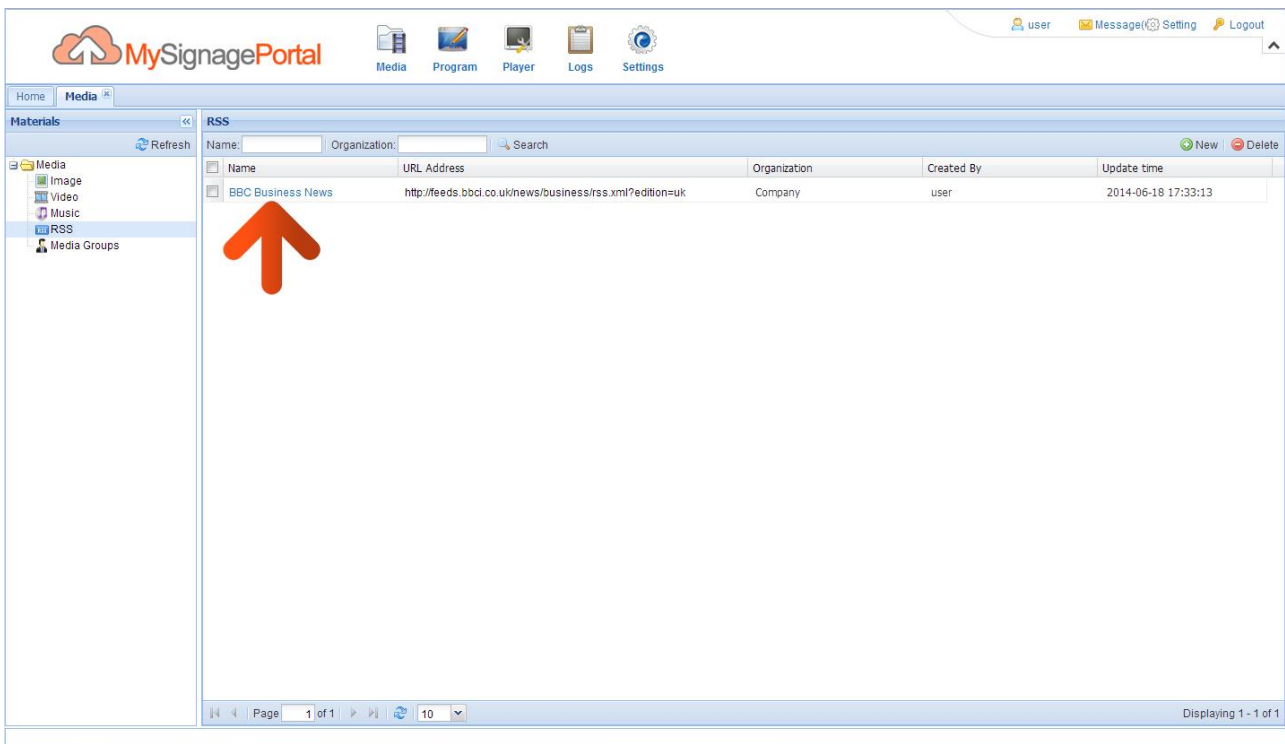 user Message( Setting Logout
MySignagePortal
Media Program Player Logs Settings
Home Media
Materials
Refresh
Media
Image
Video
Music
RSS
Media Groups
RSS
Name: Organization: Search New Delete
Name URL Address Organization Created By Update time
BBC Business News http://feeds.bbci.co.uk/news/business/rss.xml?edition=uk Company user 2014-06-18 17:33:13
Page 1 of 1 10 Displaying 1 - 1 of 1